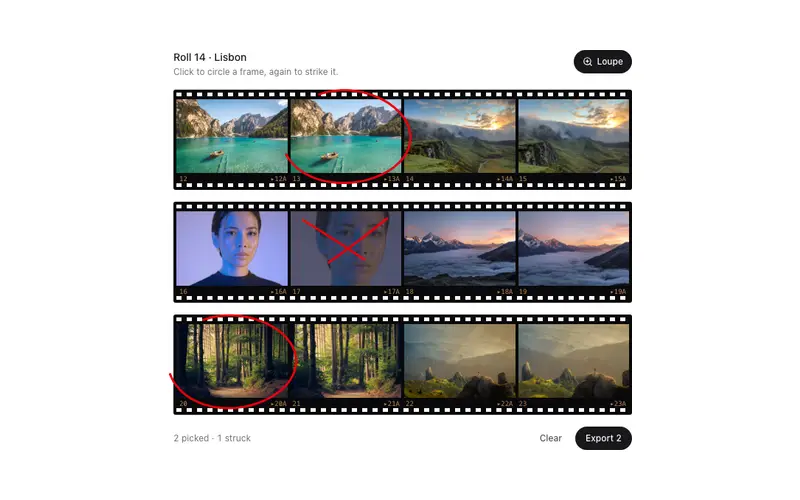 Roll 14 · Lisbon
Click to circle a frame, again to strike it.
Loupe
12 ▸12A 13 ▸13A 14 ▸14A 15 ▸15A
16 ▸16A 17 ▸17A 18 ▸18A 19 ▸19A
20 ▸20A 21 ▸21A 22 ▸22A 23 ▸23A
2 picked · 1 struck
Clear
Export 2